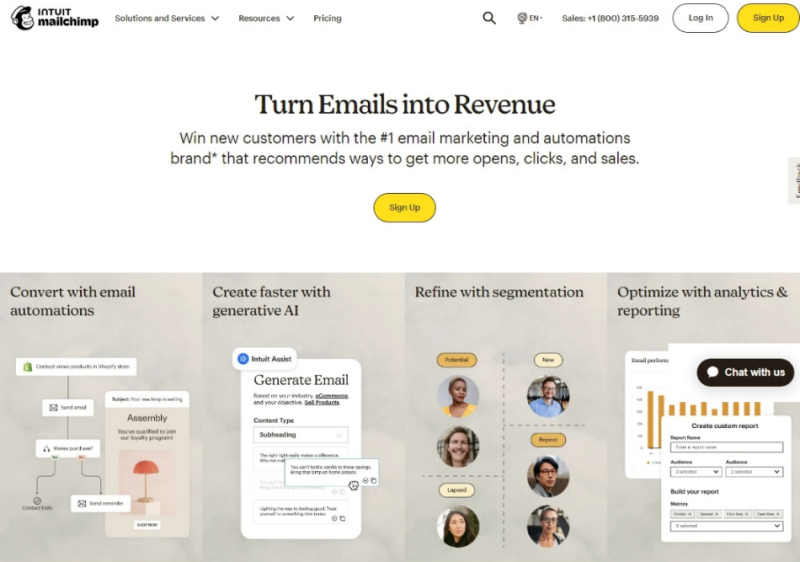 INTUIT
mailchimp
Solutions and Services
Resources
Pricing
EN
Sales: +1 (800) 315-5939
Log In
Sign Up
Turn Emails into Revenue
Win new customers with the #1 email marketing and automations
brand* that recommends ways to get more opens, clicks, and sales.
Sign Up
Convert with email
automations
Contact views products in Shopify store
Send email
Makes purchase?
Contact Exits
Send reminder
Subject: Your new lamp is waiting
Assembly
You've qualified to join
our loyalty program!
SHOP NOW
Create faster with
generative AI
Intuit Assist
Generate Email
Based on your industry, eCommerce,
and your objective, Sell Products.
Content Type
Subheading
The right light really makes a difference.
You can't hold a candle to these savings.
Bring that lamp on home already.
Lighting the way to feeling good. Treat
yourself to something nice today.
Refine with segmentation
Potential
New
Repeat
Lapsed
Optimize with analytics &
reporting
Email perform
Chat with us
Create custom report
Report Name
Enter a report name
Audience
2 selected
Audience
2 selected
Build your report
Metrics
Clicked
Opened
Click Rate
Open Rate
6 selected